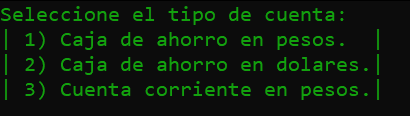 Seleccione el tipo de cuenta:
| 1) Caja de ahorro en pesos.  |
| 2) Caja de ahorro en dolares.|
| 3) Cuenta corriente en pesos.|